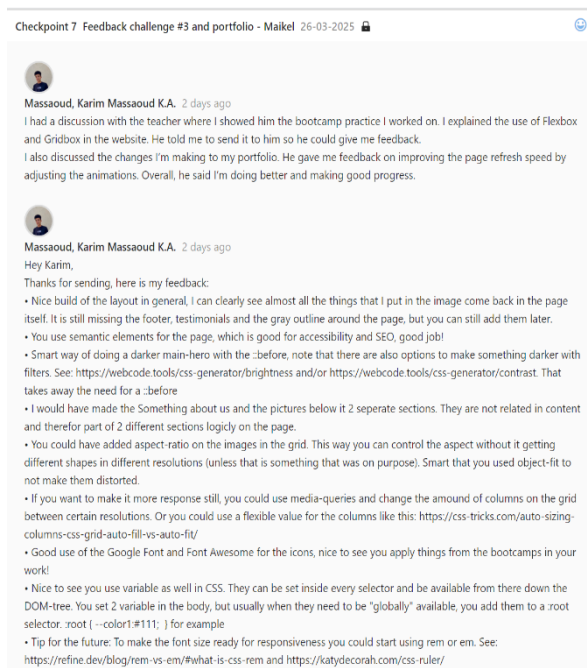 Checkpoint 7 Feedback challenge #3 and portfolio - Maikel 26-03-2025
Massaoud, Karim Massaoud K.A. 2 days ago
I had a discussion with the teacher where I showed him the bootcamp practice I worked on. I explained the use of Flexbox
and Gridbox in the website. He told me to send it to him so he could give me feedback.
I also discussed the changes I'm making to my portfolio. He gave me feedback on improving the page refresh speed by
adjusting the animations. Overall, he said I'm doing better and making good progress.
Massaoud, Karim Massaoud K.A. 2 days ago
Hey Karim,
Thanks for sending, here is my feedback:
• Nice build of the layout in general, I can clearly see almost all the things that I put in the image come back in the page
itself. It is still missing the footer, testimonials and the gray outline around the page, but you can still add them later.
• You use semantic elements for the page, which is good for accessibility and SEO, good job!
• Smart way of doing a darker main-hero with the ::before, note that there are also options to make something darker with
filters. See: https://webcode.tools/css-generator/brightness and/or https://webcode.tools/css-generator/contrast. That
takes away the need for a ::before
• I would have made the Something about us and the pictures below it 2 seperate sections. They are not related in content
and therefor part of 2 different sections logicly on the page.
• You could have added aspect-ratio on the images in the grid. This way you can control the aspect without it getting
different shapes in different resolutions (unless that is something that was on purpose). Smart that you used object-fit to
not make them distorted.
• If you want to make it more response still, you could use media-queries and change the amound of columns on the grid
between certain resolutions. Or you could use a flexible value for the columns like this: https://css-tricks.com/auto-sizing-
columns-css-grid-auto-fill-vs-auto-fit/
• Good use of the Google Font and Font Awesome for the icons, nice to see you apply things from the bootcamps in your
work!
• Nice to see you use variable as well in CSS. They can be set inside every selector and be available from there down the
DOM-tree. You set 2 variable in the body, but usually when they need to be "globally" available, you add them to a :root
selector. :root { --color1:#111; } for example
• Tip for the future: To make the font size ready for responsiveness you could start using rem or em. See:
https://refine.dev/blog/rem-vs-em/#what-is-css-rem and https://katydecorah.com/css-ruler/